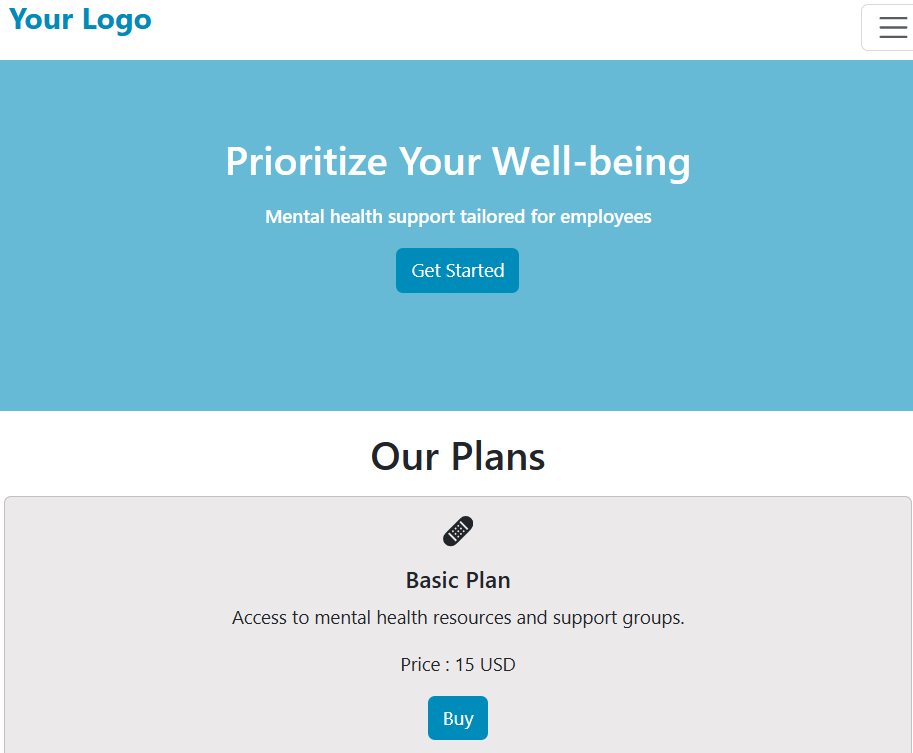 Your Logo
Prioritize Your Well-being
Mental health support tailored for employees
Get Started
Our Plans
Basic Plan
Access to mental health resources and support groups.
Price : 15 USD
Buy